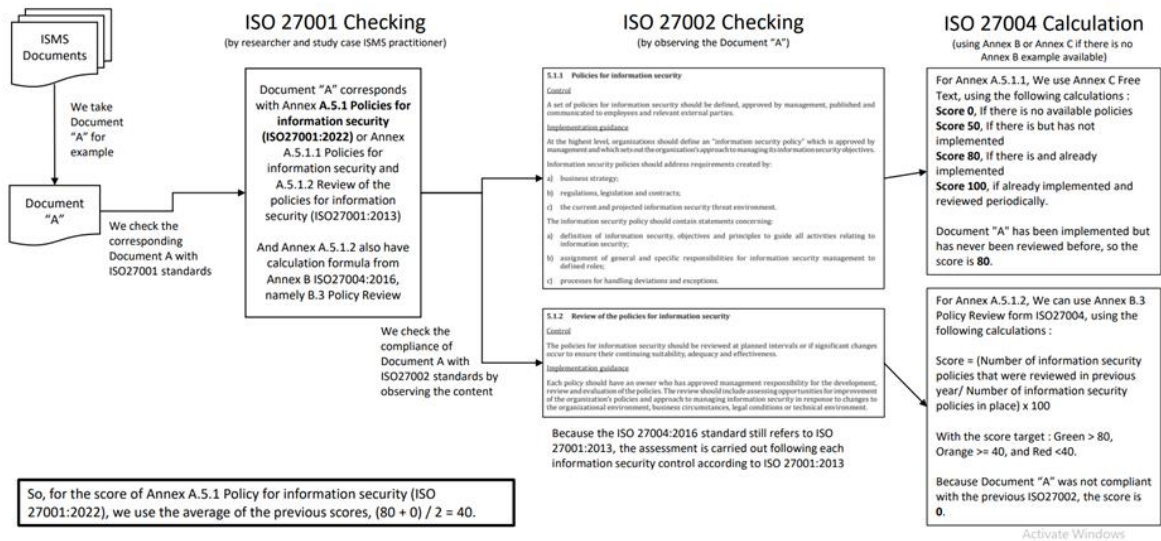 ISMS
Documents
We take
Document
"A" for
example
Document
"A"
We check the
corresponding
Document A with
ISO27001 standards
ISO 27001 Checking
(by researcher and study case ISMS practitioner)
Document "A" corresponds
with Annex A.5.1 Policies for
information security
(ISO27001:2022) or Annex
A.5.1.1 Policies for
information security and
A.5.1.2 Review of the
policies for information
security (ISO27001:2013)
And Annex A.5.1.2 also have
calculation formula from
Annex B ISO27004:2016,
namely B.3 Policy Review
We check the
compliance of
Document A with
ISO27002 standards by
observing the content
ISO 27002 Checking
(by observing the Document "A")
5.1.1 Policies for information security
Control
A set of policies for information security should be defined, approved by management, published and
communicated to employees and relevant external parties.
Implementation guidance
At the highest level, organizations should define an "information security policy" which is approved by
management and which sets out the organization's approach to managing its information security objectives.
Information security policies should address requirements created by:
a) business strategy;
b) regulations, legislation and contracts;
c) the current and projected information security threat environment.
The information security policy should contain statements concerning:
a) definition of information security, objectives and principles to guide all activities relating to
information security;
b) assignment of general and specific responsibilities for information security management to
defined roles;
c) processes for handling deviations and exceptions.
5.1.2 Review of the policies for information security
Control
The policies for information security should be reviewed at planned intervals or if significant changes
occur to ensure their continuing suitability, adequacy and effectiveness.
Implementation guidance
Each policy should have an owner who has approved management responsibility for the development,
review and evaluation of the policies. The review should include assessing opportunities for improvement
of the organization's policies and approach to managing information security in response to changes to
the organizational environment, business circumstances, legal conditions or technical environment.
Because the ISO 27004:2016 standard still refers to ISO
27001:2013, the assessment is carried out following each
information security control according to ISO 27001:2013
ISO 27004 Calculation
(using Annex B or Annex C if there is no
Annex B example available)
For Annex A.5.1.1, We use Annex C Free
Text, using the following calculations :
Score 0, If there is no available policies
Score 50, If there is but has not
implemented
Score 80, If there is and already
implemented
Score 100, if already implemented and
reviewed periodically.
Document "A" has been implemented but
has never been reviewed before, so the
score is 80.
For Annex A.5.1.2, We can use Annex B.3
Policy Review form ISO27004, using the
following calculations :
Score = (Number of information security
policies that were reviewed in previous
year/ Number of information security
policies in place) x 100
With the score target : Green > 80,
Orange >= 40, and Red <40.
Because Document "A" was not compliant
with the previous ISO27002, the score is
0.
So, for the score of Annex A.5.1 Policy for information security (ISO
27001:2022), we use the average of the previous scores, (80 + 0) / 2 = 40.
Activate Windows